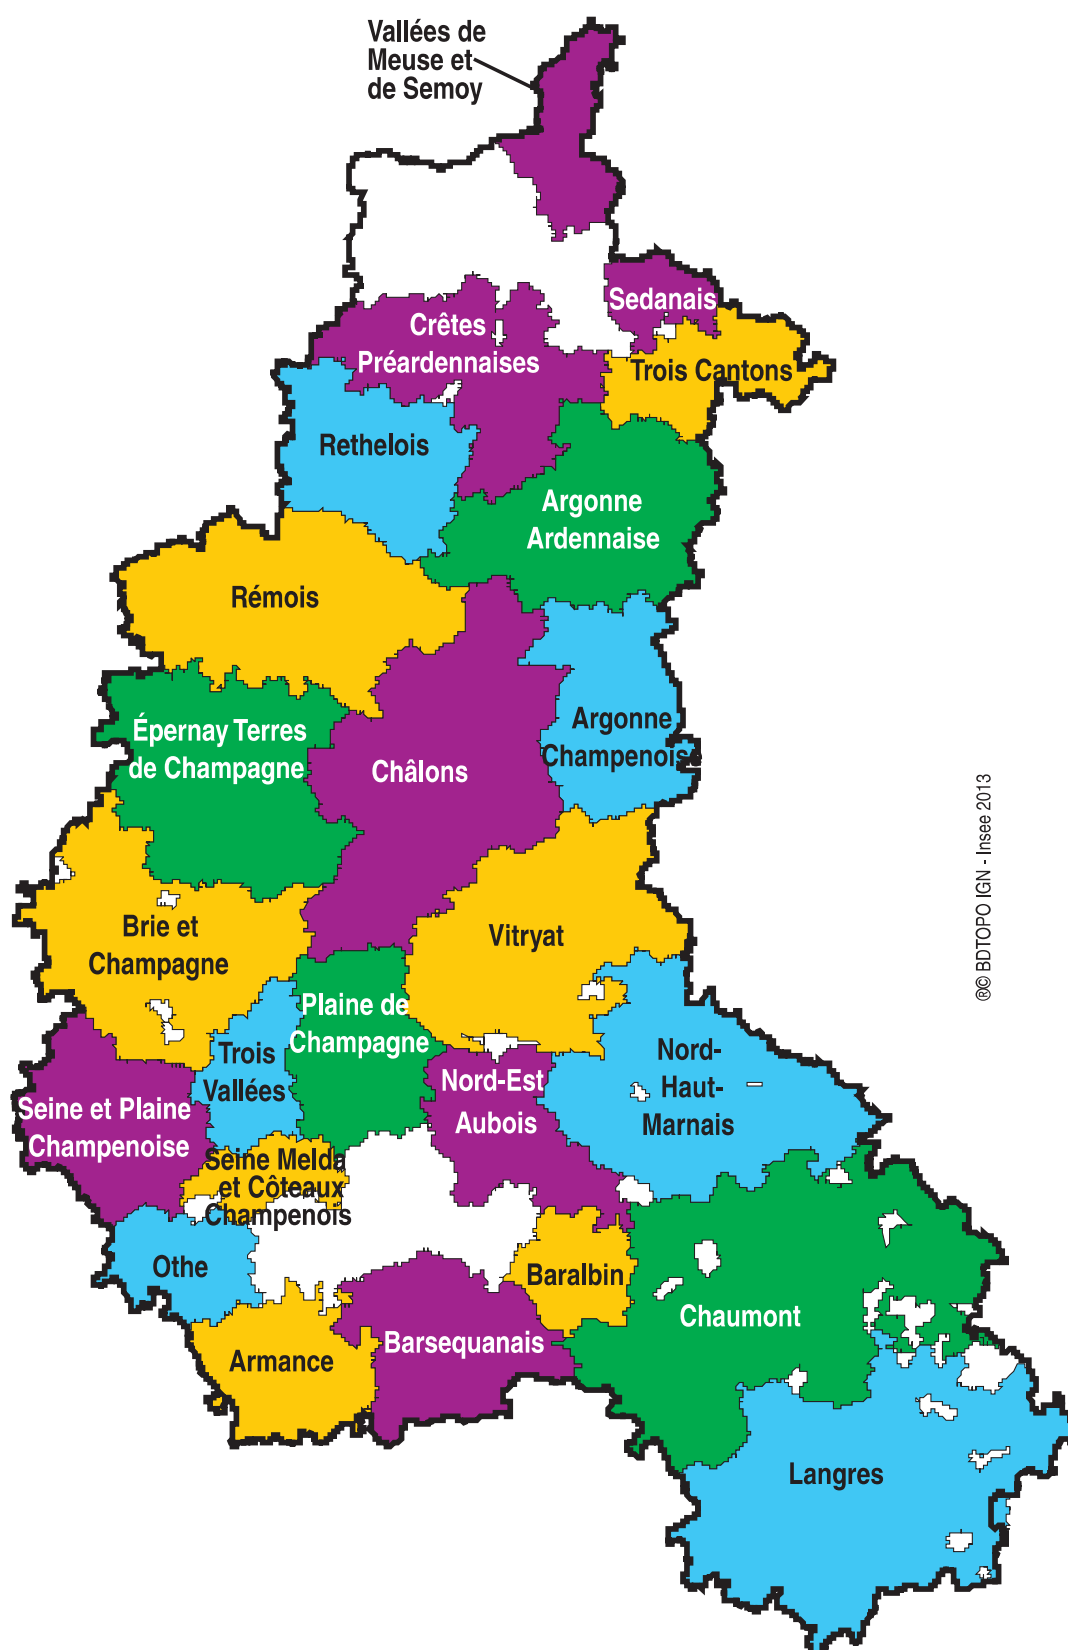 Vallées de
Meuse et
de Semoy
Sedanais
Crêtes
Préardennaises
Trois Cantons
Rethelois
Argonne
Ardennaise
Rémois
Argonne
Champenoise
Épernay Terres
de Champagne
Châlons
®© BDTOPO IGN - Insee 2013
Brie et
Champagne
Vitryat
Plaine de
Champagne
Trois
Vallées
Nord-
Haut-
Marnais
Nord-Est
Aubois
Seine et Plaine
Champenoise
Seine Melda
et Côteaux
Champenois
Othe
Baralbin
Chaumont
Barsequanais
Armance
Langres